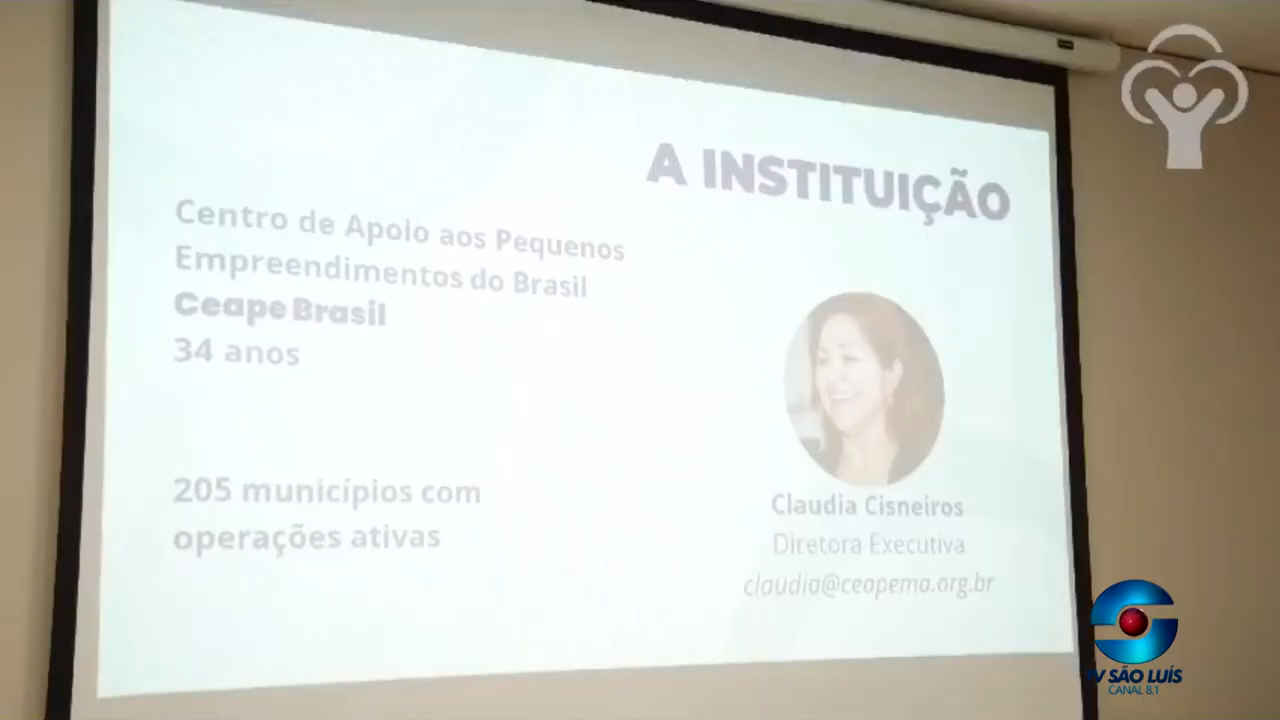 A INSTITUIÇÃO
Centro de Apoio aos Pequenos
Empreendimentos do Brasil
Ceape Brasil
34 anos
205 municípios com
operações ativas
Claudia Cisneiros
Diretora Executiva
claudia@ceapema.org.br
TV SÃO LUÍS
CANAL 8.1